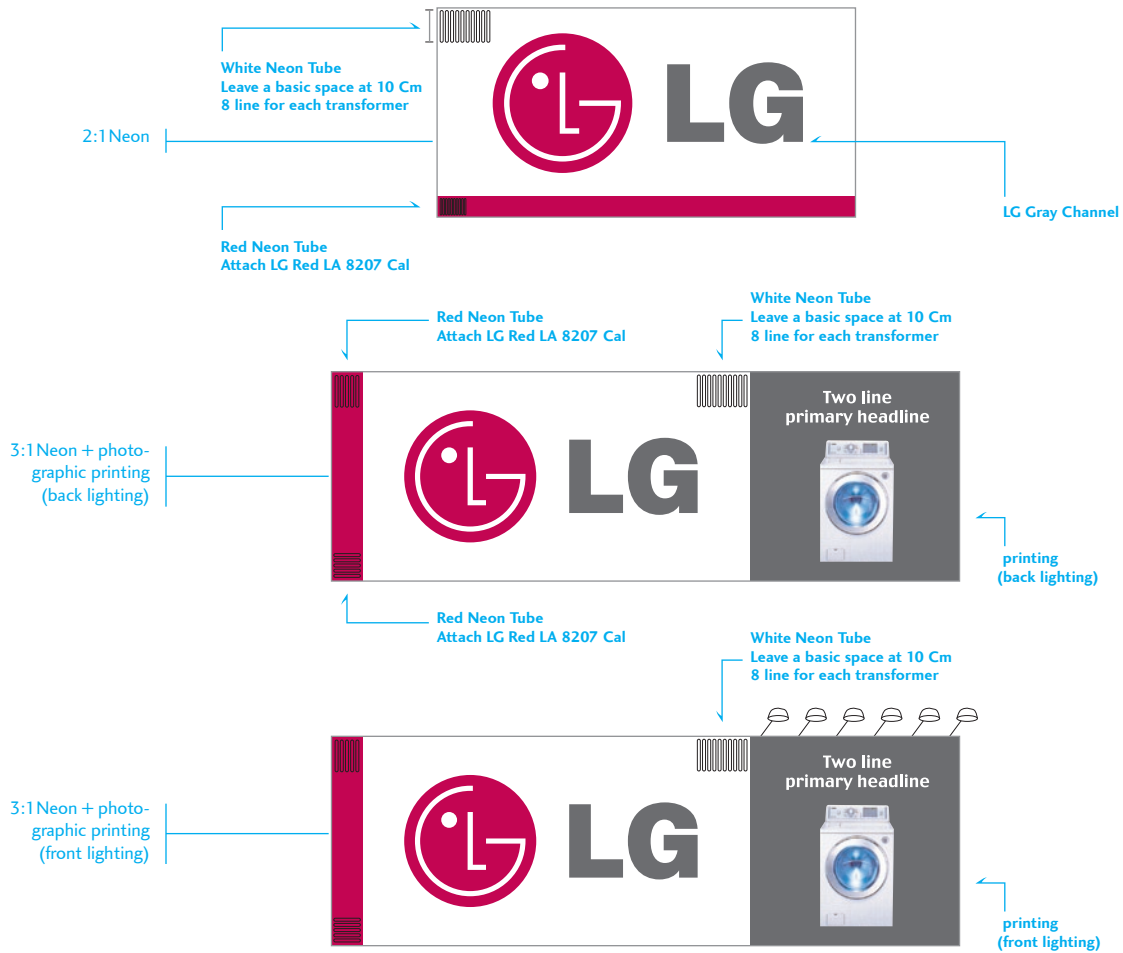 White Neon Tube
Leave a basic space at 10 Cm
8 line for each transformer
2:1 Neon
LG
LG Gray Channel
Red Neon Tube
Attach LG Red LA 8207 Cal
Red Neon Tube
Attach LG Red LA 8207 Cal
White Neon Tube
Leave a basic space at 10 Cm
8 line for each transformer
3:1 Neon + photo-
graphic printing
(back lighting)
LG
Two line
primary headline
printing
(back lighting)
Red Neon Tube
Attach LG Red LA 8207 Cal
White Neon Tube
Leave a basic space at 10 Cm
8 line for each transformer
3:1 Neon + photo-
graphic printing
(front lighting)
LG
Two line
primary headline
printing
(front lighting)